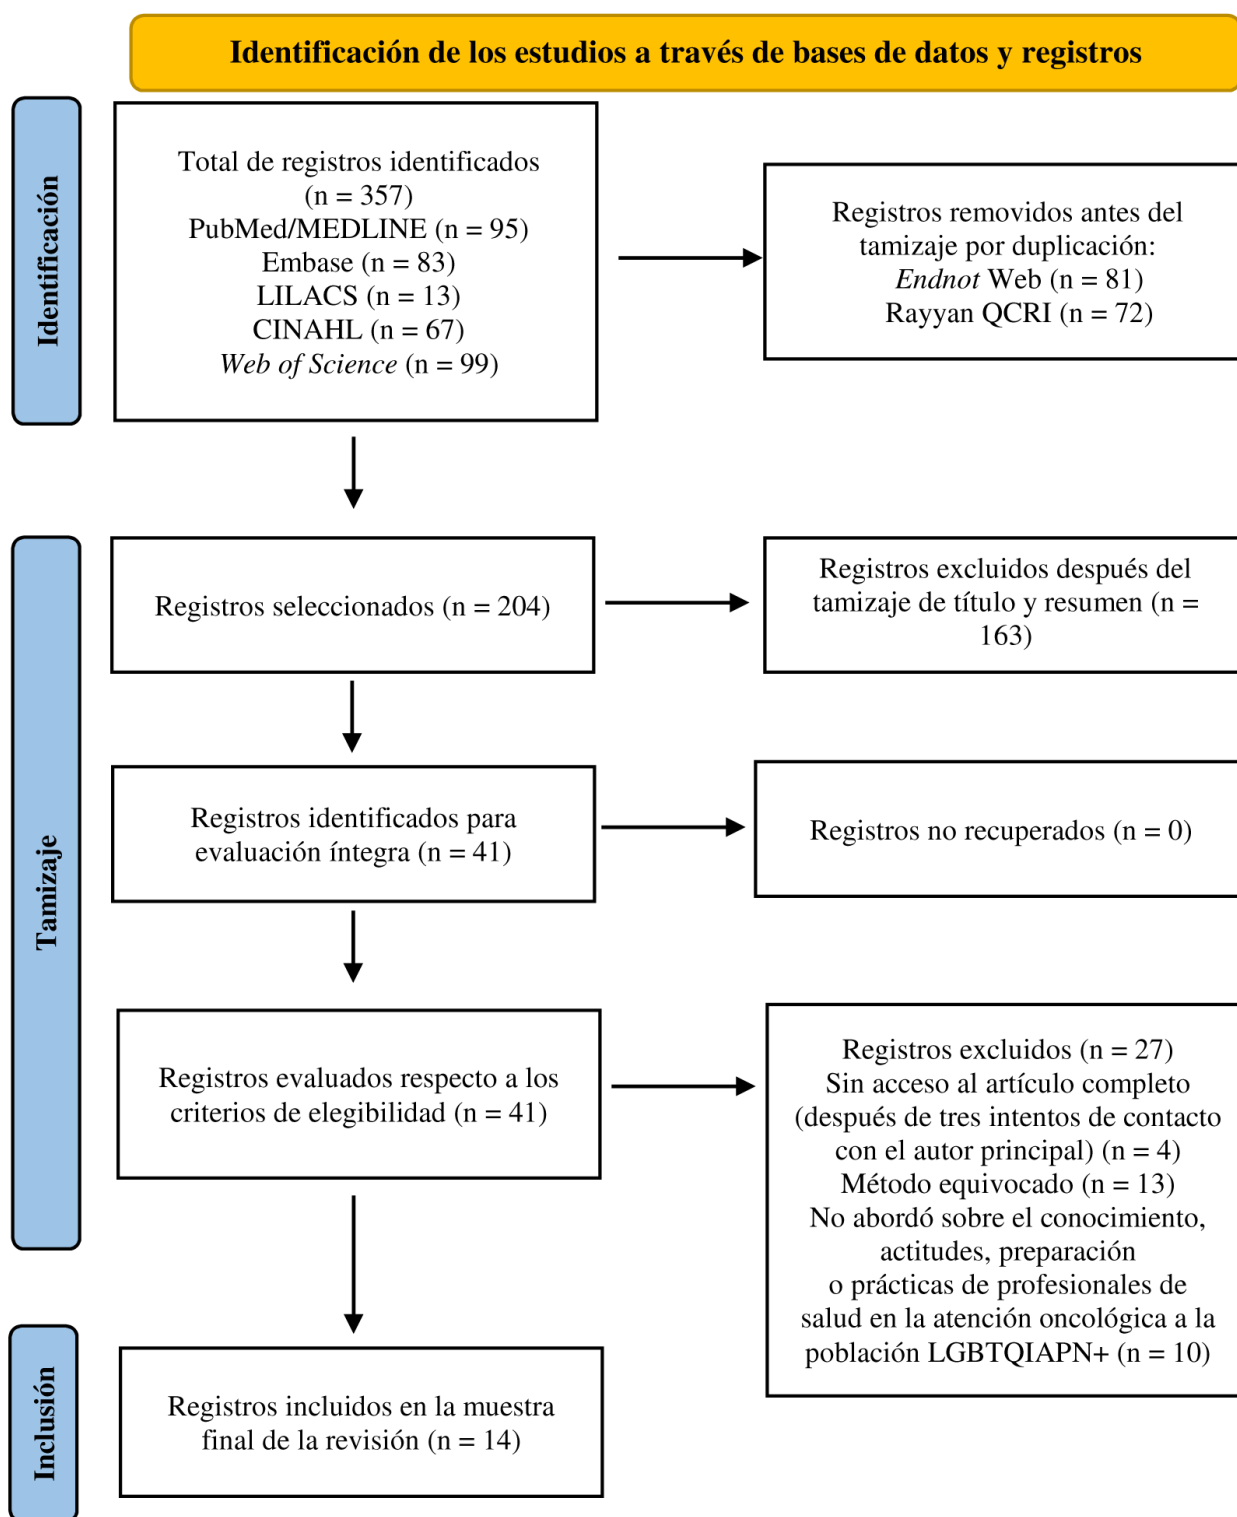 Identificación de los estudios a través de bases de datos y registros
Identificación
Total de registros identificados
(n = 357)
PubMed/MEDLINE (n = 95)
Embase (n = 83)
LILACS (n = 13)
CINAHL (n = 67)
Web of Science (n = 99)
Registros removidos antes del
tamizaje por duplicación:
Endnot Web (n = 81)
Rayyan QCRI (n = 72)
Tamizaje
Registros seleccionados (n = 204)
Registros excluidos después del
tamizaje de título y resumen (n =
163)
Registros identificados para
evaluación íntegra (n = 41)
Registros no recuperados (n = 0)
Registros evaluados respecto a los
criterios de elegibilidad (n = 41)
Registros excluidos (n = 27)
Sin acceso al artículo completo
(después de tres intentos de contacto
con el autor principal) (n = 4)
Método equivocado (n = 13)
No abordó sobre el conocimiento,
actitudes, preparación
o prácticas de profesionales de
salud en la atención oncológica a la
población LGBTQIAPN+ (n = 10)
Inclusión
Registros incluidos en la muestra
final de la revisión (n = 14)